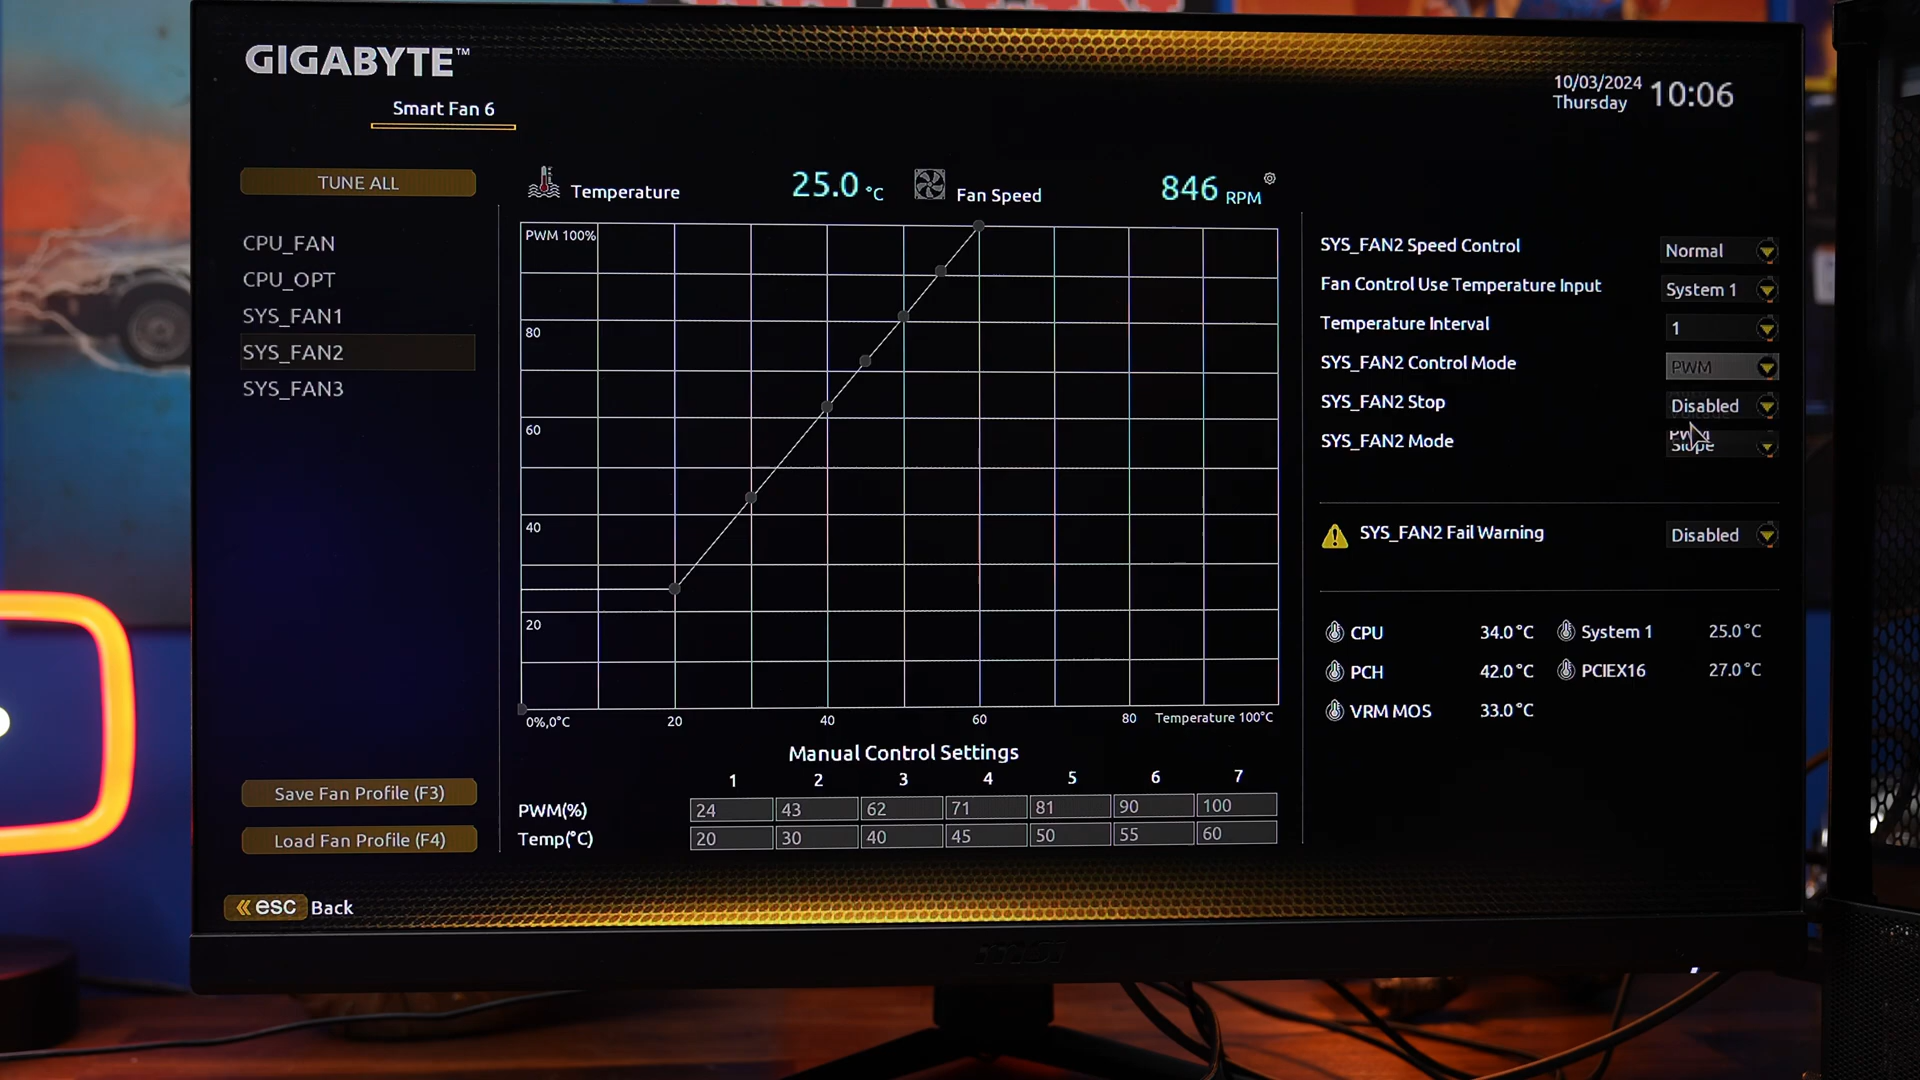 GIGABYTE™
Smart Fan 6
10/03/2024
Thursday
10:06
TUNE ALL
CPU_FAN
CPU_OPT
SYS_FAN1
SYS_FAN2
SYS_FAN3
Save Fan Profile (F3)
Load Fan Profile (F4)
esc Back
Temperature 25.0 °C
Fan Speed 846 RPM
PWM 100%
80
60
40
20
0%,0°C 20 40 60 80 Temperature 100°C
Manual Control Settings
1 2 3 4 5 6 7
PWM(%) 24 43 62 71 81 90 100
Temp(°C) 20 30 40 45 50 55 60
SYS_FAN2 Speed Control Normal
Fan Control Use Temperature Input System 1
Temperature Interval 1
SYS_FAN2 Control Mode PWM
SYS_FAN2 Stop Disabled
PWM
SYS_FAN2 Mode Slope
SYS_FAN2 Fail Warning Disabled
CPU 34.0°C System 1 25.0°C
PCH 42.0°C PCIEX16 27.0°C
VRM MOS 33.0°C
msi